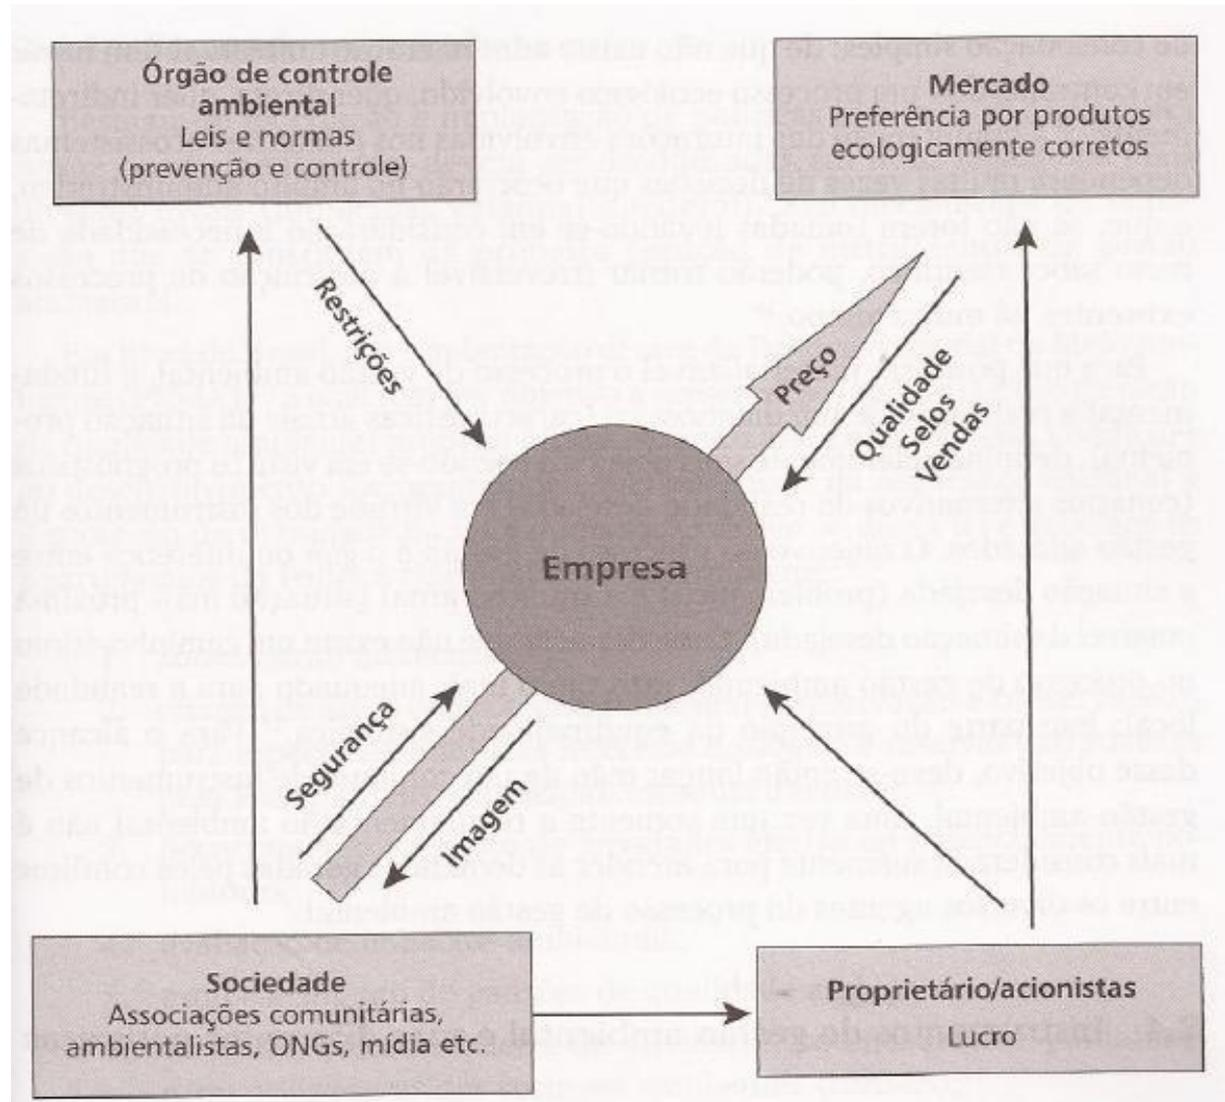 Órgão de controle
ambiental
Leis e normas
(prevenção e controle)
Mercado
Preferência por produtos
ecologicamente corretos
Restrições
Preço
Qualidade
Selos
Vendas
Empresa
Segurança
Imagem
Sociedade
Associações comunitárias,
ambientalistas, ONGs, mídia etc.
Proprietário/acionistas
Lucro